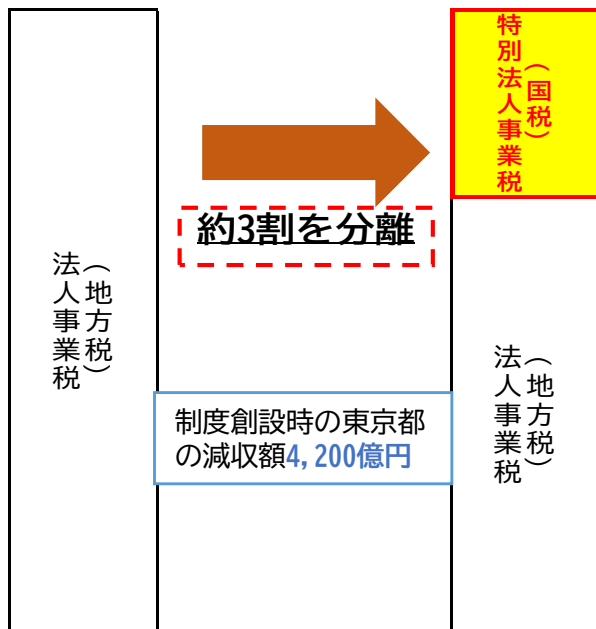 法人事業税
（地方税）
約3割を分離
制度創設時の東京都
の減収額4,200億円
特別法人事業税
（国税）
法人事業税
（地方税）